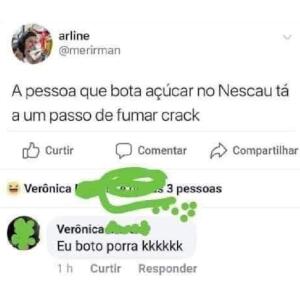 arline
@merirman
A pessoa que bota açúcar no Nescau tá
a um passo de fumar crack
Curtir Comentar Compartilhar
Verônica 3 pessoas
Verônica
Eu boto porra kkkkkk
1 h Curtir Responder